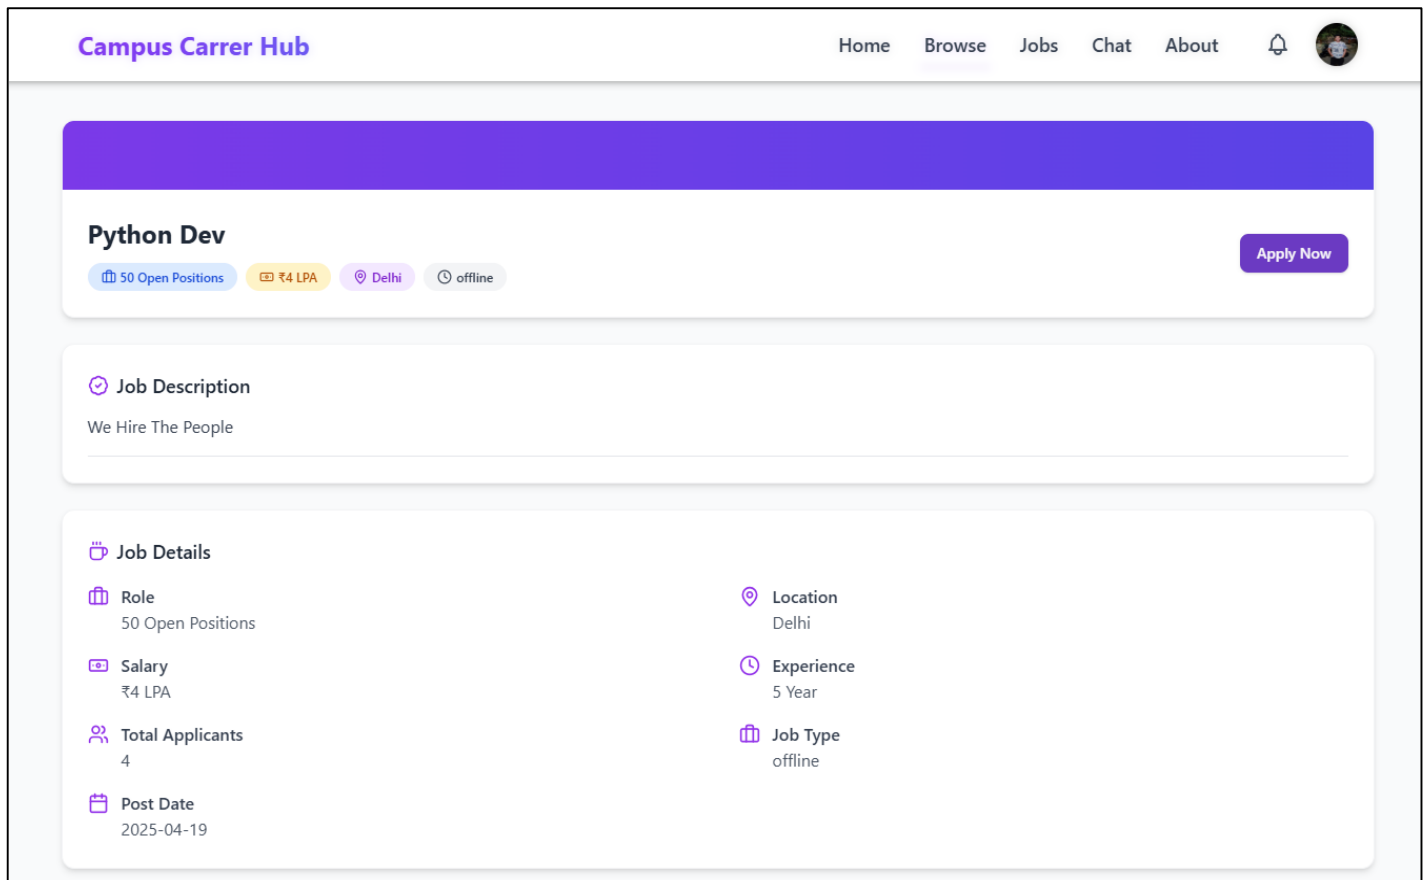 Campus Carrer Hub
Home Browse Jobs Chat About
Python Dev
50 Open Positions ₹4 LPA Delhi offline
Apply Now
Job Description
We Hire The People
Job Details
Role
50 Open Positions
Location
Delhi
Salary
₹4 LPA
Experience
5 Year
Total Applicants
4
Job Type
offline
Post Date
2025-04-19